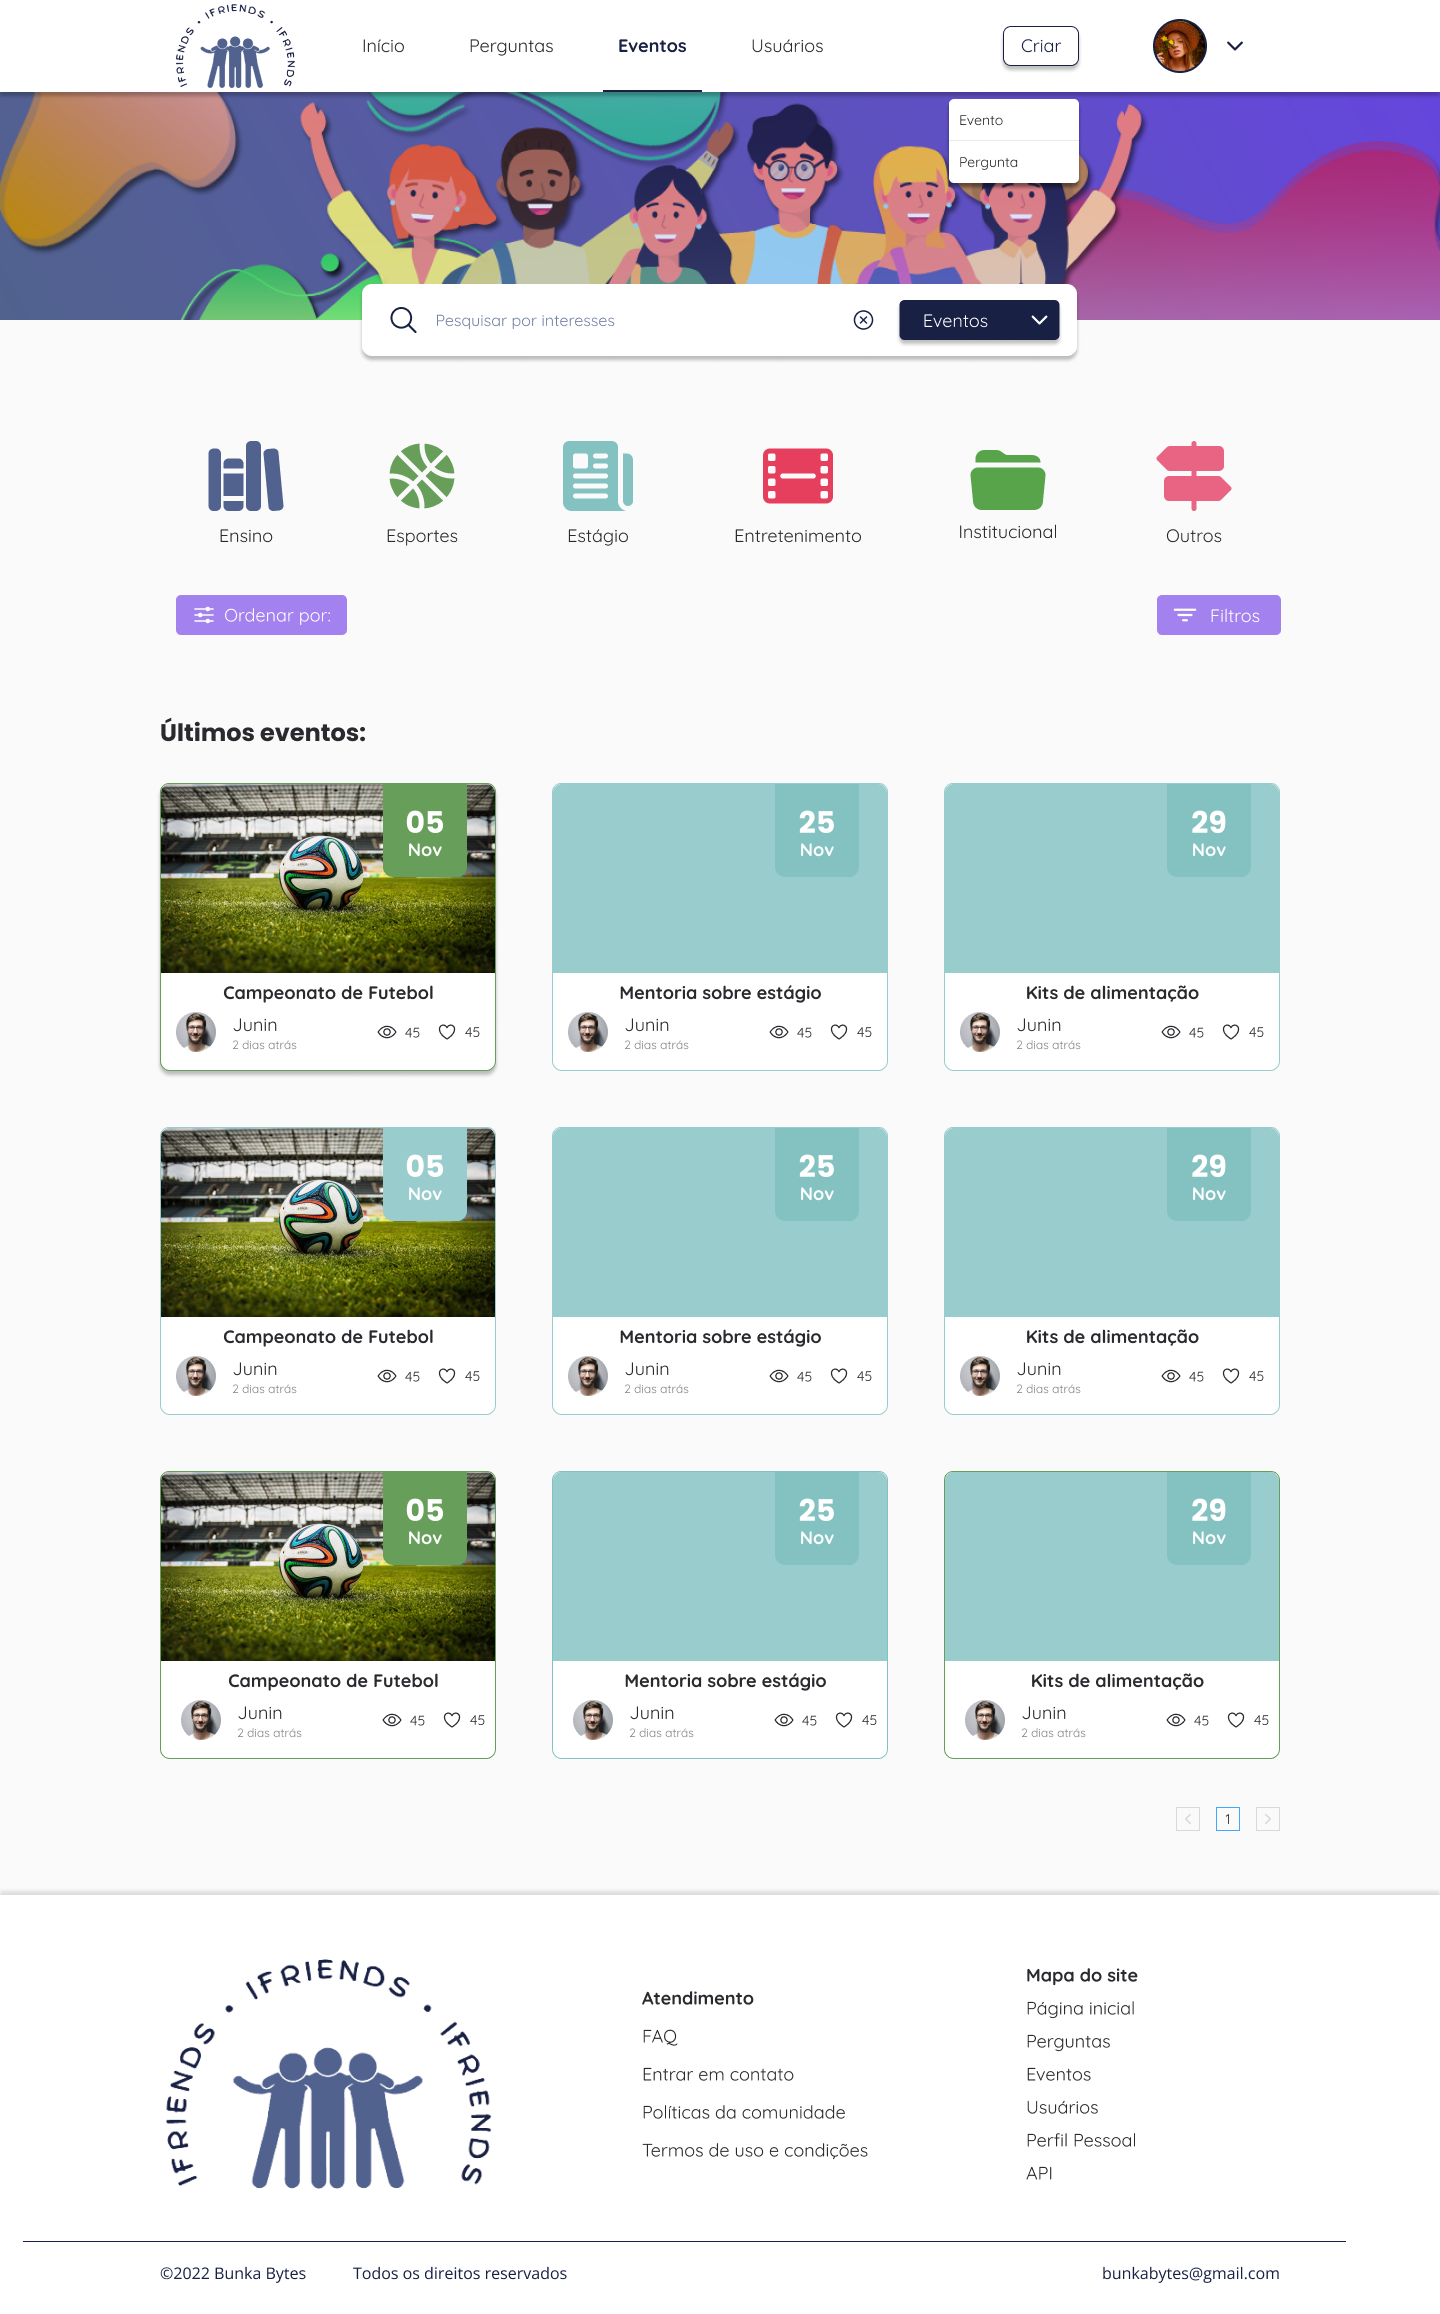 IFRIENDS • IFRIENDS • IFRIENDS
Início
Perguntas
Eventos
Usuários
Criar
Evento
Pergunta
Pesquisar por interesses
Eventos
Ensino
Esportes
Estágio
Entretenimento
Institucional
Outros
Ordenar por:
Filtros
Últimos eventos:
05
Nov
Campeonato de Futebol
Junin
2 dias atrás
45
45
25
Nov
Mentoria sobre estágio
Junin
2 dias atrás
45
45
29
Nov
Kits de alimentação
Junin
2 dias atrás
45
45
05
Nov
Campeonato de Futebol
Junin
2 dias atrás
45
45
25
Nov
Mentoria sobre estágio
Junin
2 dias atrás
45
45
29
Nov
Kits de alimentação
Junin
2 dias atrás
45
45
05
Nov
Campeonato de Futebol
Junin
2 dias atrás
45
45
25
Nov
Mentoria sobre estágio
Junin
2 dias atrás
45
45
29
Nov
Kits de alimentação
Junin
2 dias atrás
45
45
1
IFRIENDS • IFRIENDS • IFRIENDS
Atendimento
FAQ
Entrar em contato
Políticas da comunidade
Termos de uso e condições
Mapa do site
Página inicial
Perguntas
Eventos
Usuários
Perfil Pessoal
API
©2022 Bunka Bytes
Todos os direitos reservados
bunkabytes@gmail.com